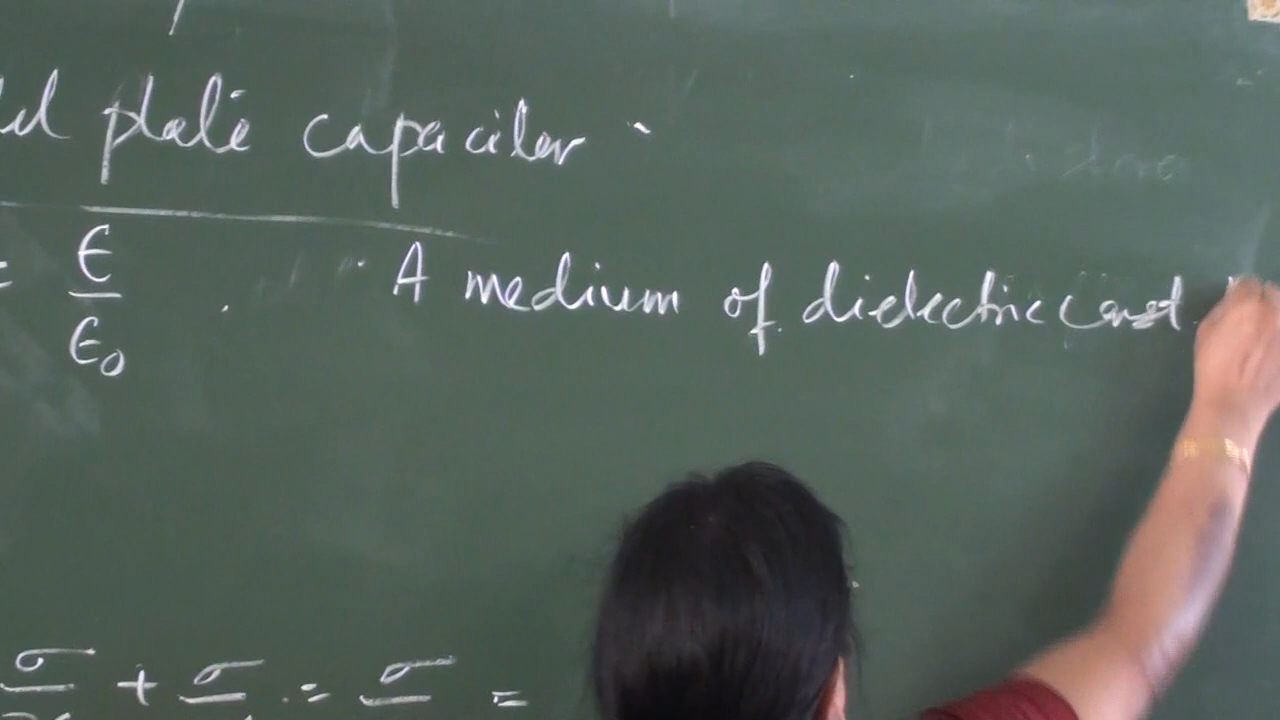 plate capacitor
= ϵ/ϵ₀ A medium of dielectric const.
σ + σ = σ =